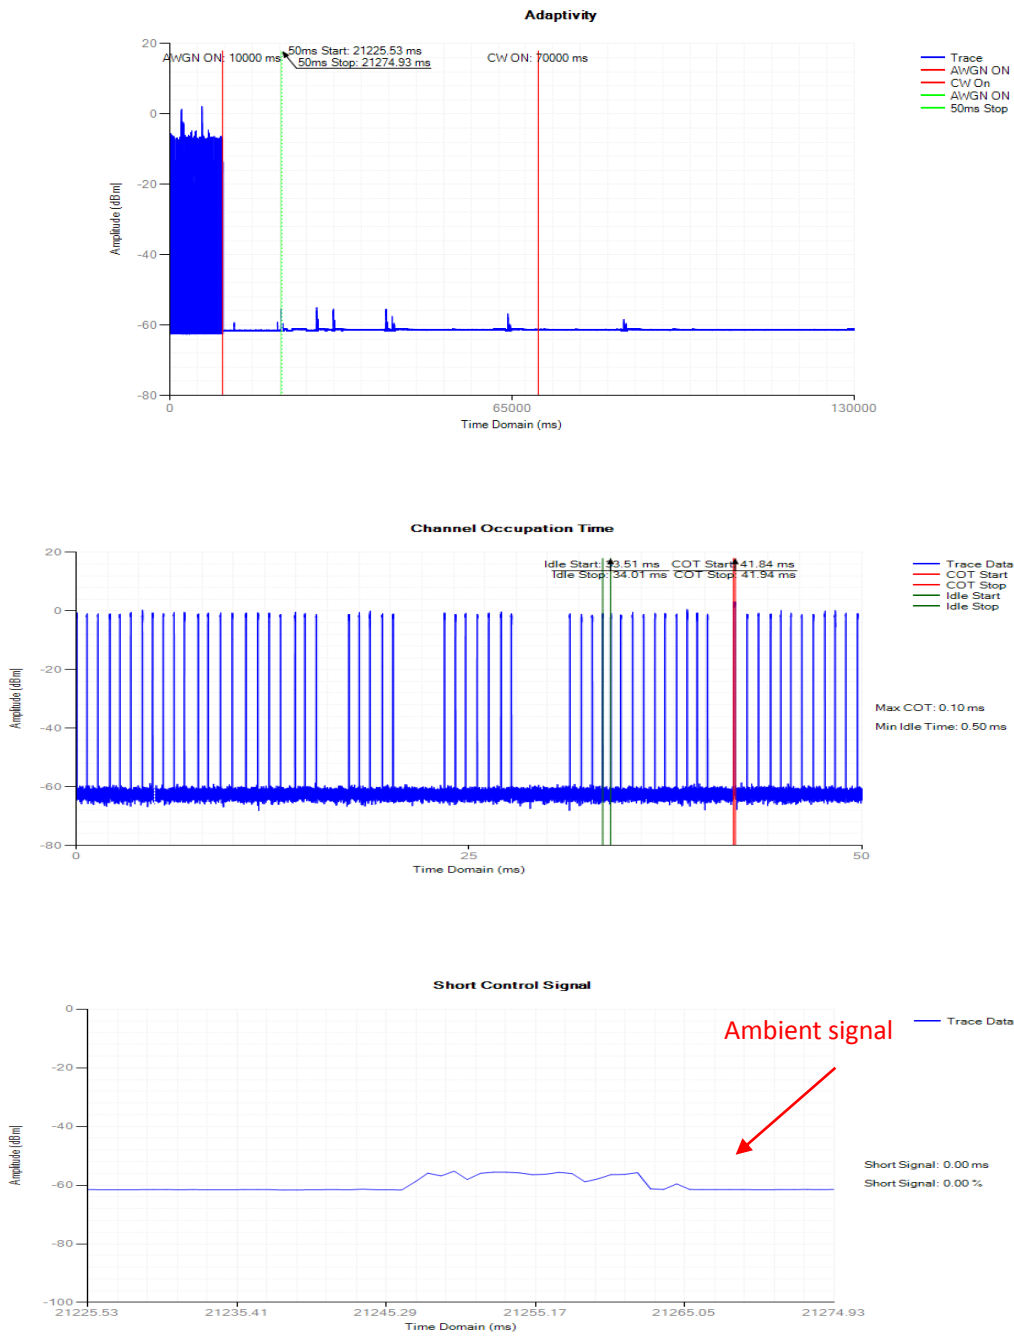 Adaptivity
20
0
-20
-40
-60
-80
Amplitude (dBm)
AWGN ON: 10000 ms
50ms Start: 21225.53 ms
50ms Stop: 21274.93 ms
CW ON: 70000 ms
Trace
AWGN ON
CW On
AWGN ON
50ms Stop
0
65000
130000
Time Domain (ms)
Channel Occupation Time
20
0
-20
-40
-60
-80
Amplitude (dBm)
Idle Start: 33.51 ms
Idle Stop: 34.01 ms
COT Start: 41.84 ms
COT Stop: 41.94 ms
Trace Data
COT Start
COT Stop
Idle Start
Idle Stop
Max COT: 0.10 ms
Min Idle Time: 0.50 ms
0
25
50
Time Domain (ms)
Short Control Signal
0
-20
-40
-60
-80
-100
Amplitude (dBm)
Ambient signal
Trace Data
Short Signal: 0.00 ms
Short Signal: 0.00 %
21225.53
21235.41
21245.29
21255.17
21265.05
21274.93
Time Domain (ms)